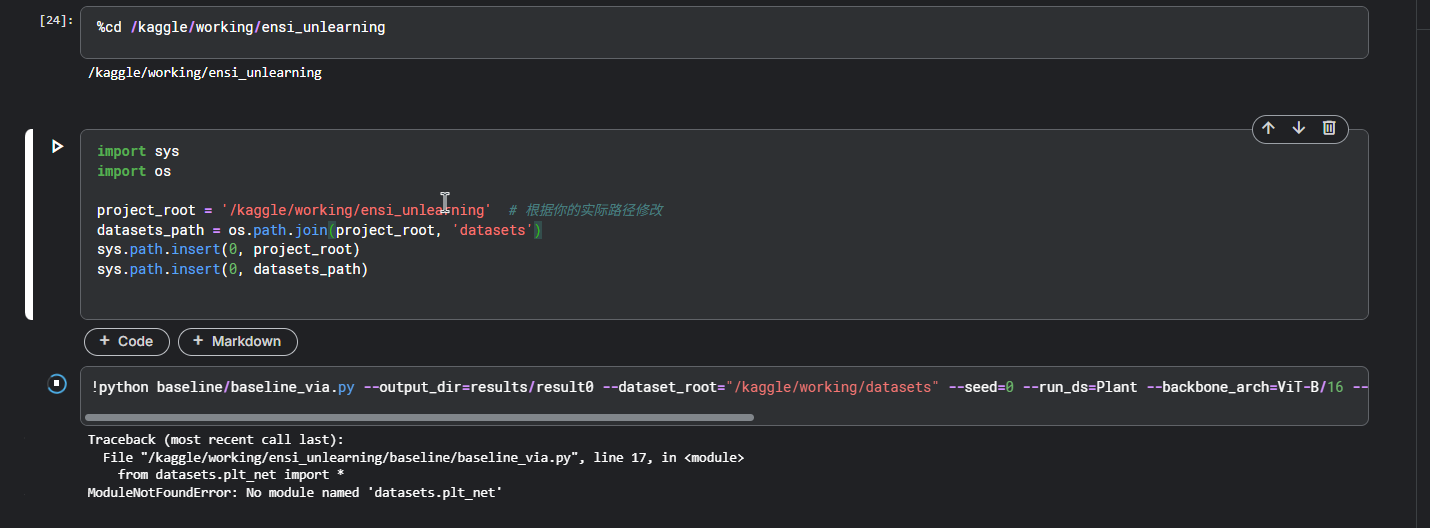 [24]:
%cd /kaggle/working/ensi_unlearning
/kaggle/working/ensi_unlearning
import sys
import os
project_root = '/kaggle/working/ensi_unlearning'  # 根据你的实际路径修改
datasets_path = os.path.join(project_root, 'datasets')
sys.path.insert(0, project_root)
sys.path.insert(0, datasets_path)
+ Code
+ Markdown
!python baseline/baseline_via.py --output_dir=results/result0 --dataset_root="/kaggle/working/datasets" --seed=0 --run_ds=Plant --backbone_arch=ViT-B/16 --
Traceback (most recent call last):
  File "/kaggle/working/ensi_unlearning/baseline/baseline_via.py", line 17, in <module>
    from datasets.plt_net import *
ModuleNotFoundError: No module named 'datasets.plt_net'